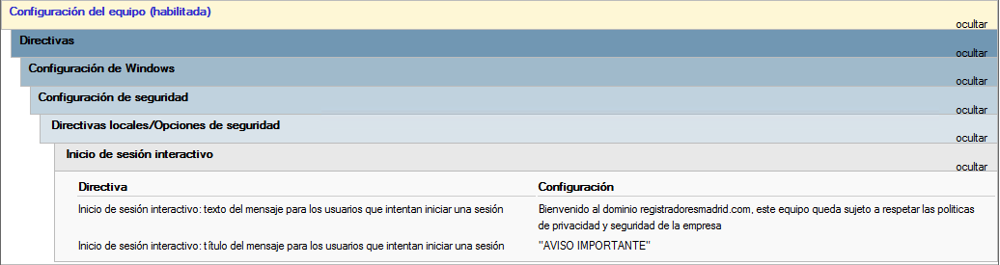 Configuración del equipo (habilitada)
ocultar
Directivas
ocultar
Configuración de Windows
ocultar
Configuración de seguridad
ocultar
Directivas locales/Opciones de seguridad
ocultar
Inicio de sesión interactivo
ocultar
Directiva Configuración
Inicio de sesión interactivo: texto del mensaje para los usuarios que intentan iniciar una sesión Bienvenido al dominio registradoresmadrid.com, este equipo queda sujeto a respetar las politicas
de privacidad y seguridad de la empresa
Inicio de sesión interactivo: título del mensaje para los usuarios que intentan iniciar una sesión "AVISO IMPORTANTE"